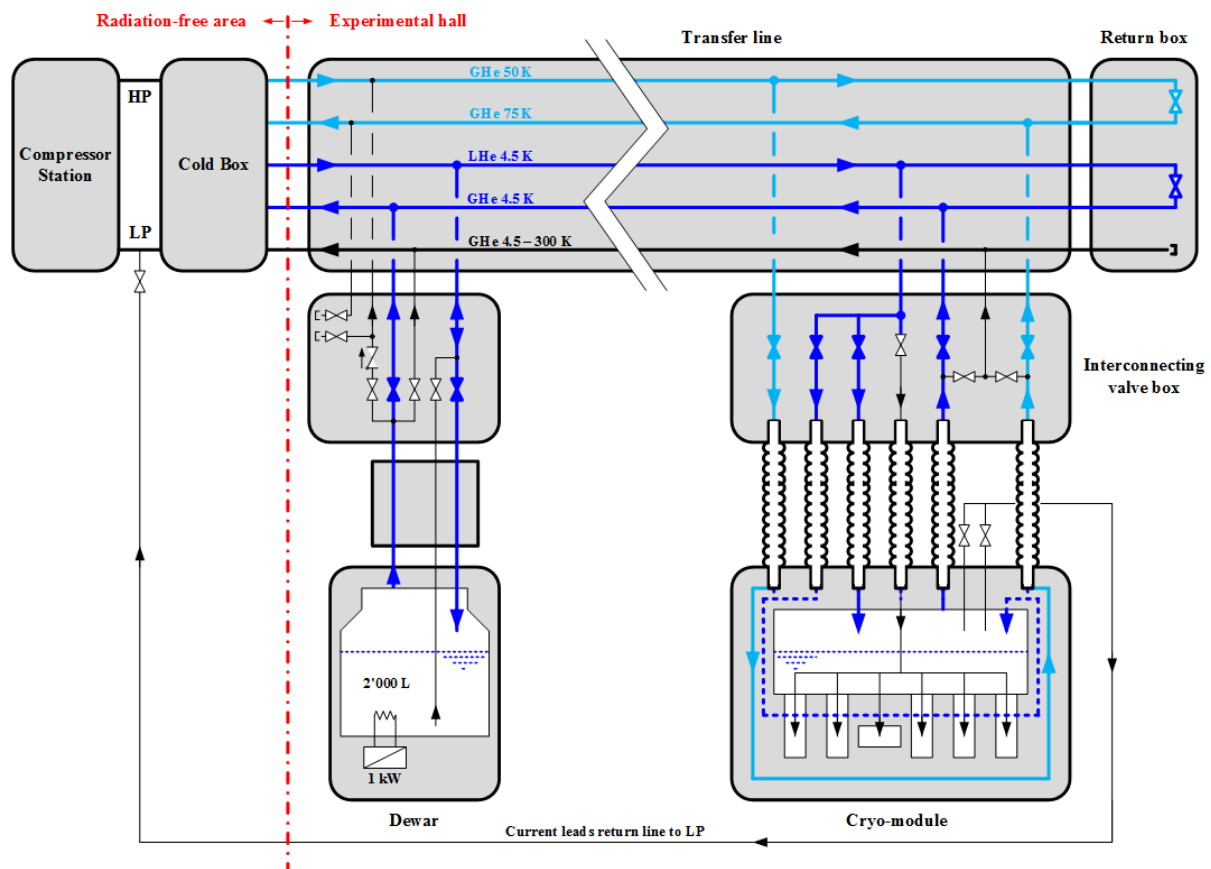 Radiation-free area
Experimental hall
Transfer line
Return box
GHe 50 K
HP
GHe 75 K
Compressor
Station
Cold Box
LHe 4.5 K
GHe 4.5 K
LP
GHe 4.5 – 300 K
Interconnecting
valve box
2'000 L
1 kW
Dewar
Cryo-module
Current leads return line to LP